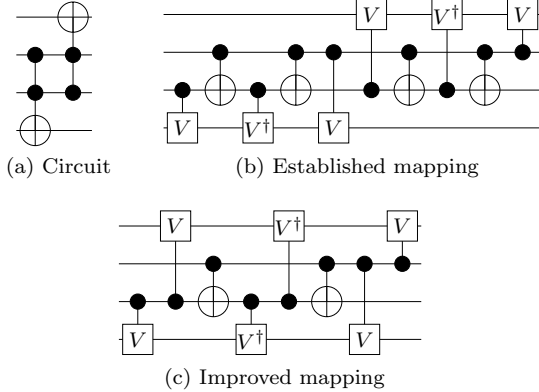 V V† V
V V† V
(a) Circuit
(b) Established mapping
V V† V
V V† V
(c) Improved mapping